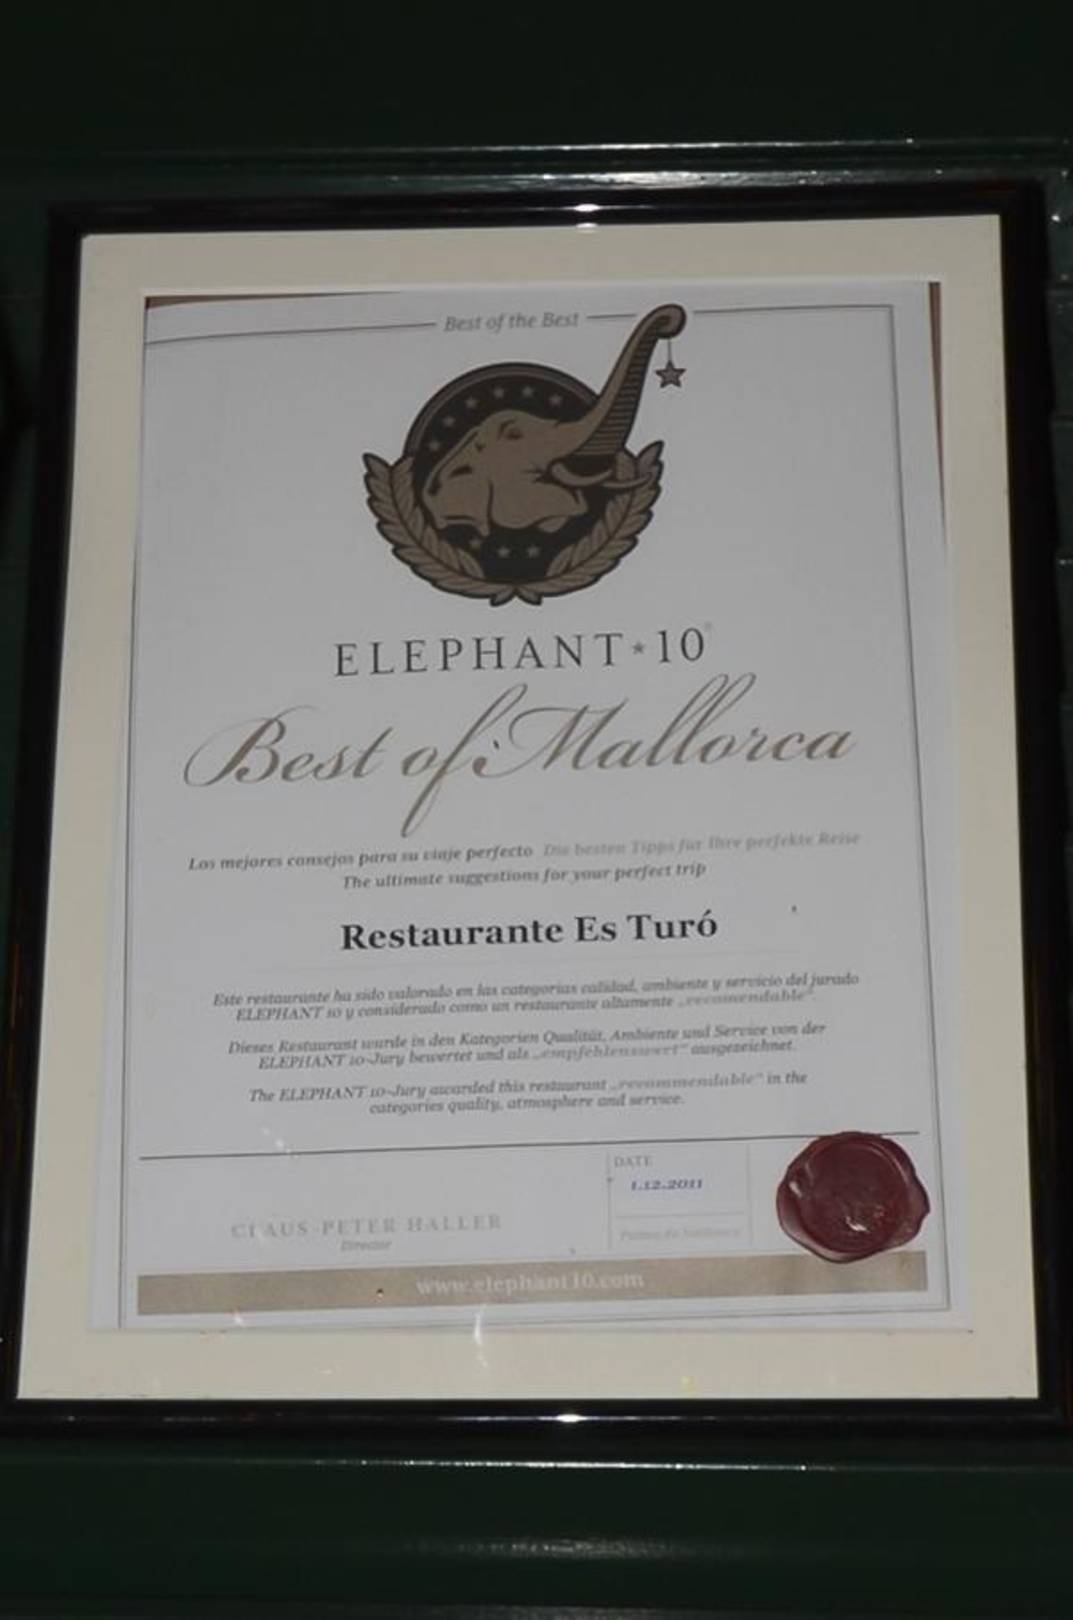 Best of the Best
ELEPHANT★10
Best of Mallorca
Los mejores consejos para su viaje perfecto Die besten Tipps für Ihre perfekte Reise
The ultimate suggestions for your perfect trip
Restaurante Es Turó
Este restaurante ha sido valorado en las categorías calidad, ambiente y servicio del jurado
ELEPHANT 10 y considerado como un restaurante altamente „recomendable“
Dieses Restaurant wurde in den Kategorien Qualität, Ambiente und Service von der
ELEPHANT 10-Jury bewertet und als „empfehlenswert“ ausgezeichnet.
The ELEPHANT 10-Jury awarded this restaurant „recommendable“ in the
categories quality, atmosphere and service.
DATE
1.12.2011
CLAUS-PETER HALLER
Director
www.elephant10.com